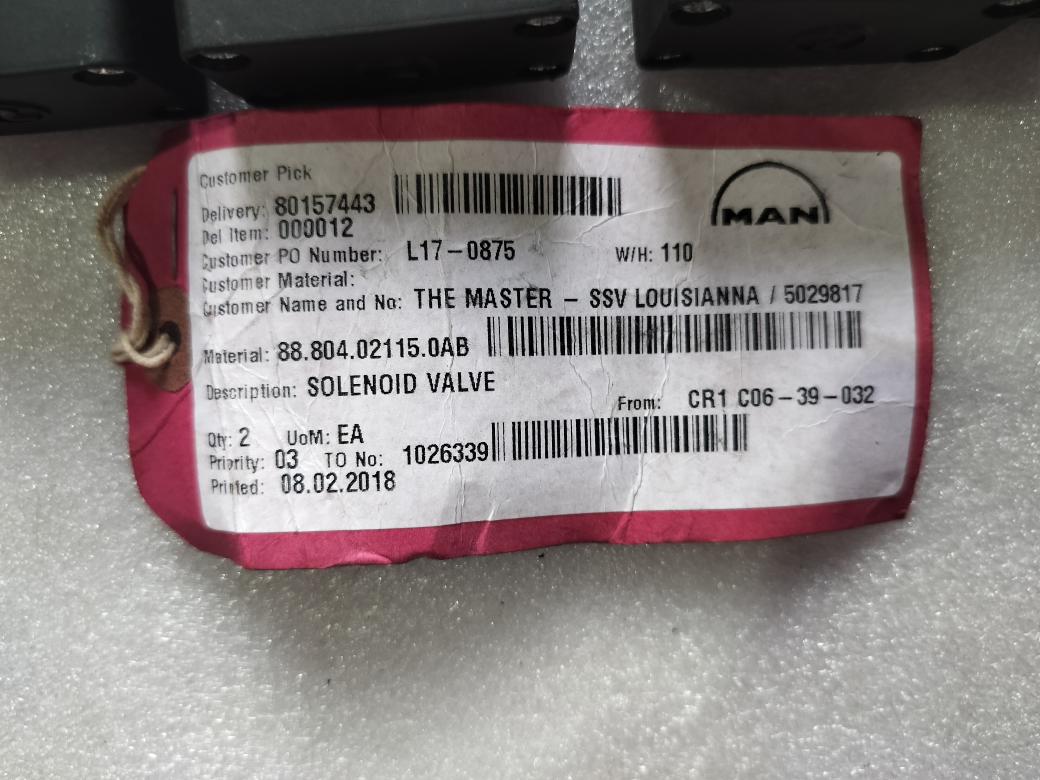 Customer Pick
Delivery: 80157443
Del Item: 000012
MAN
Customer PO Number: L17-0875 W/H: 110
Customer Material:
Customer Name and No: THE MASTER - SSV LOUISIANNA / 5029817
Material: 88.804.02115.0AB
Description: SOLENOID VALVE
From: CR1 C06-39-032
Qty: 2 UoM: EA
Priority: 03 TO No: 1026339
Printed: 08.02.2018